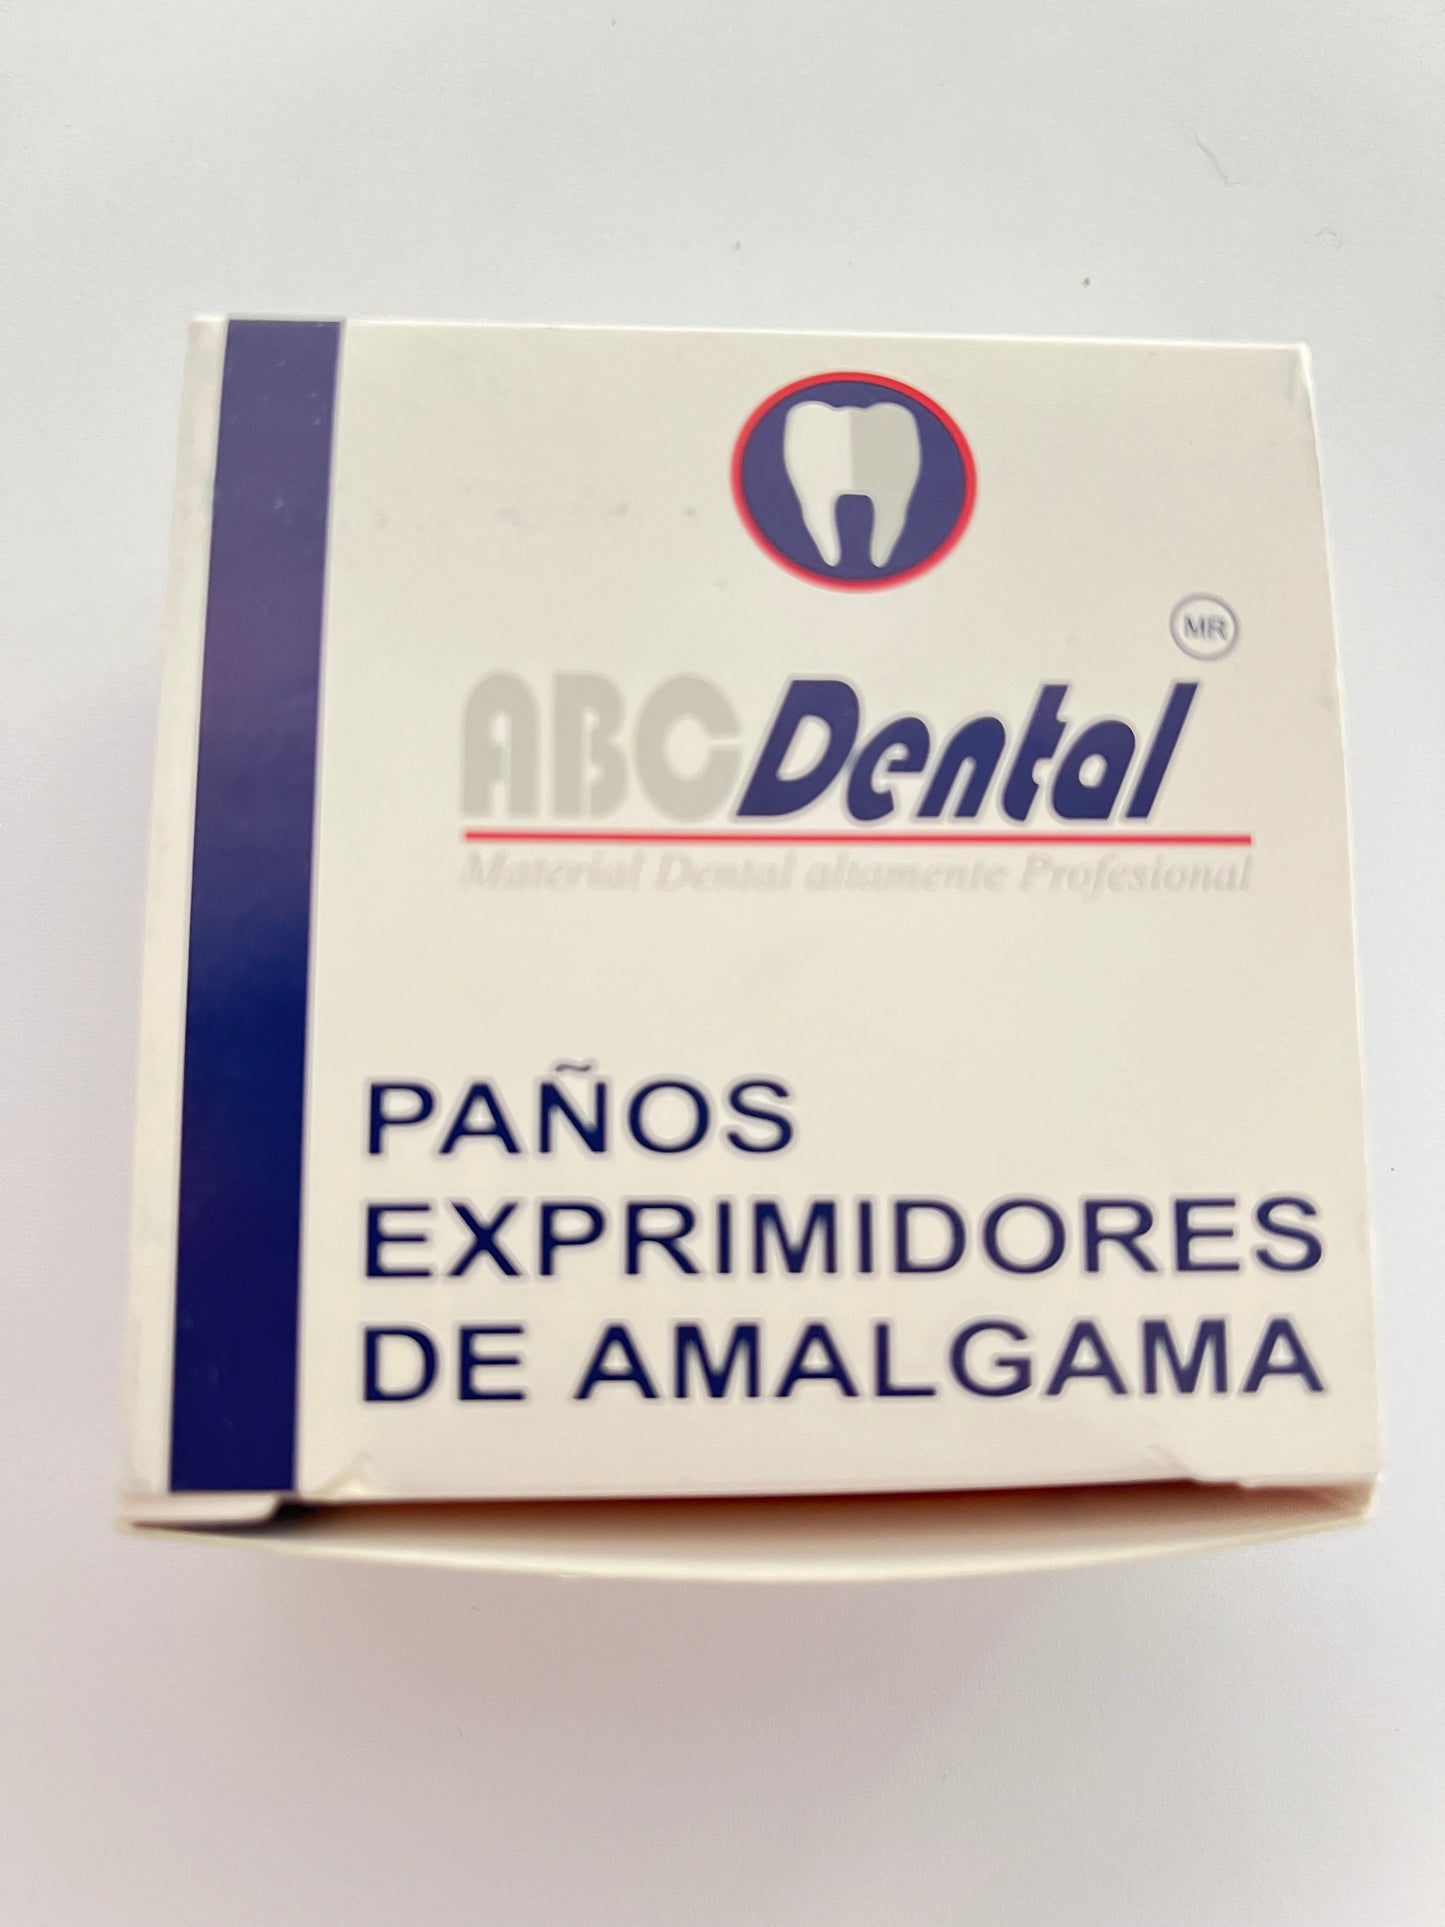 MR
ABCDental
Material Dental altamente Profesional
PAÑOS
EXPRIMIDORES
DE AMALGAMA